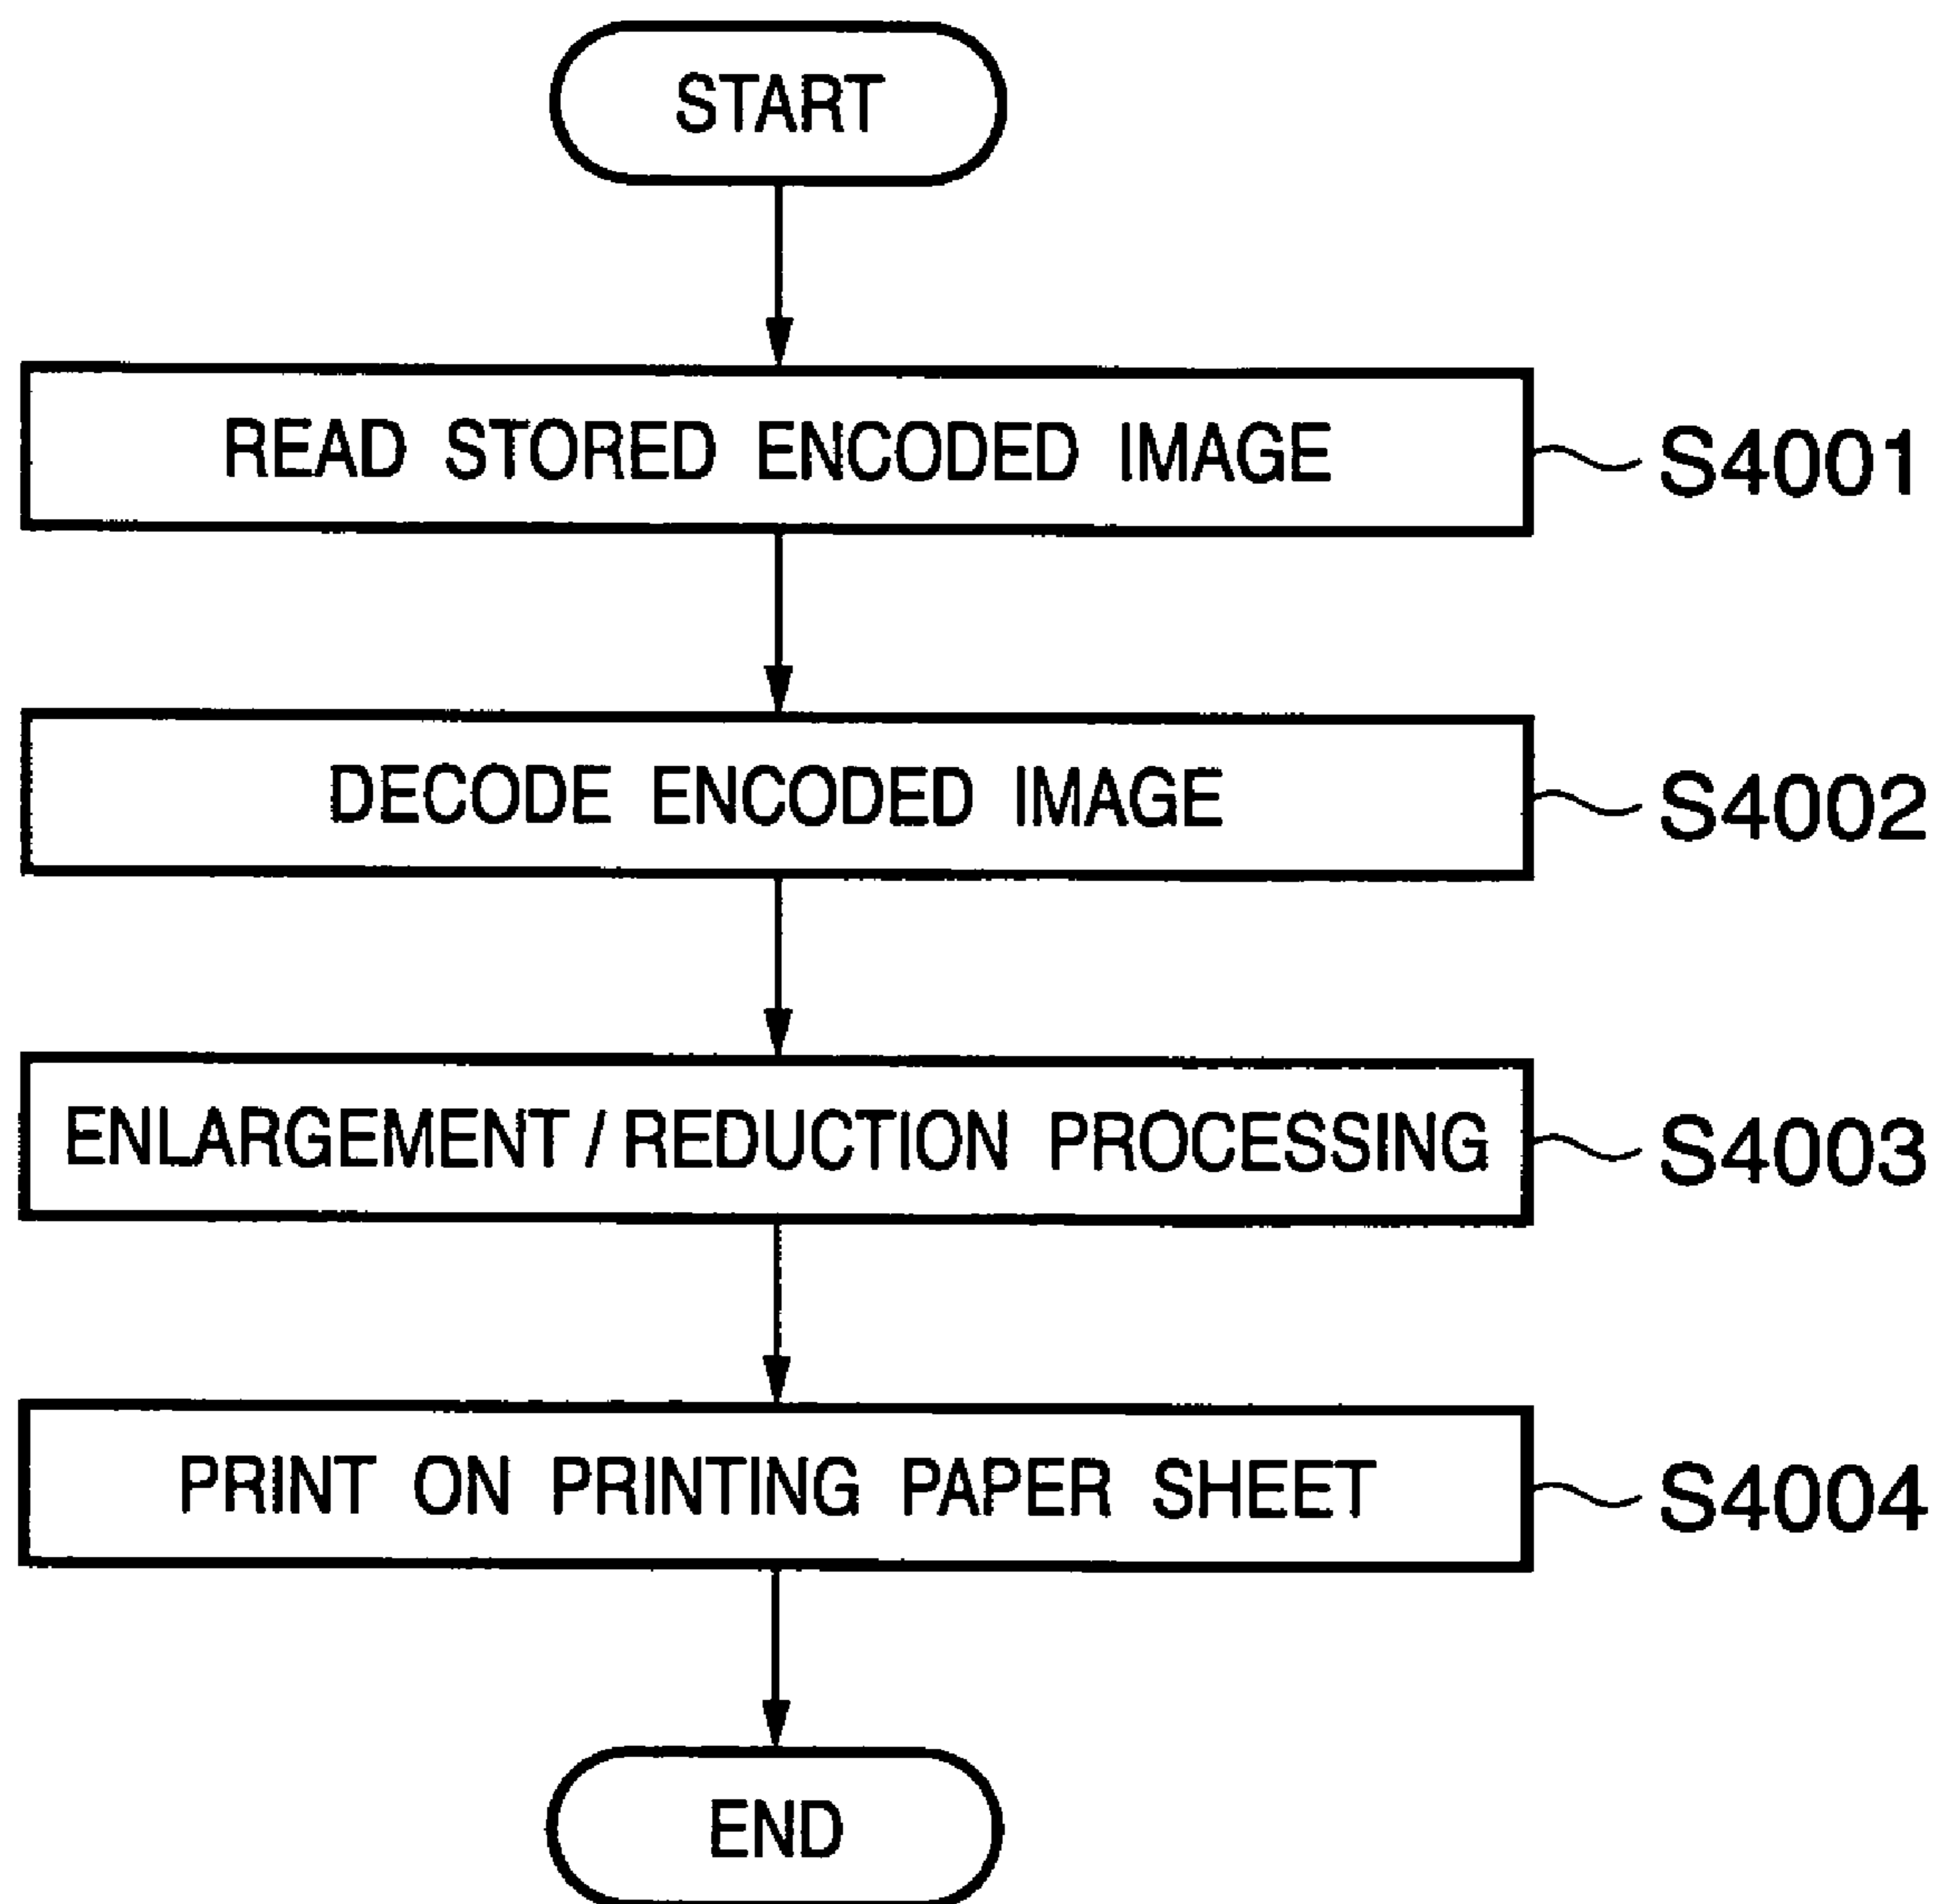 START
READ STORED ENCODED IMAGE S4001
DECODE ENCODED IMAGE S4002
ENLARGEMENT / REDUCTION PROCESSING S4003
PRINT ON PRINTING PAPER SHEET S4004
END